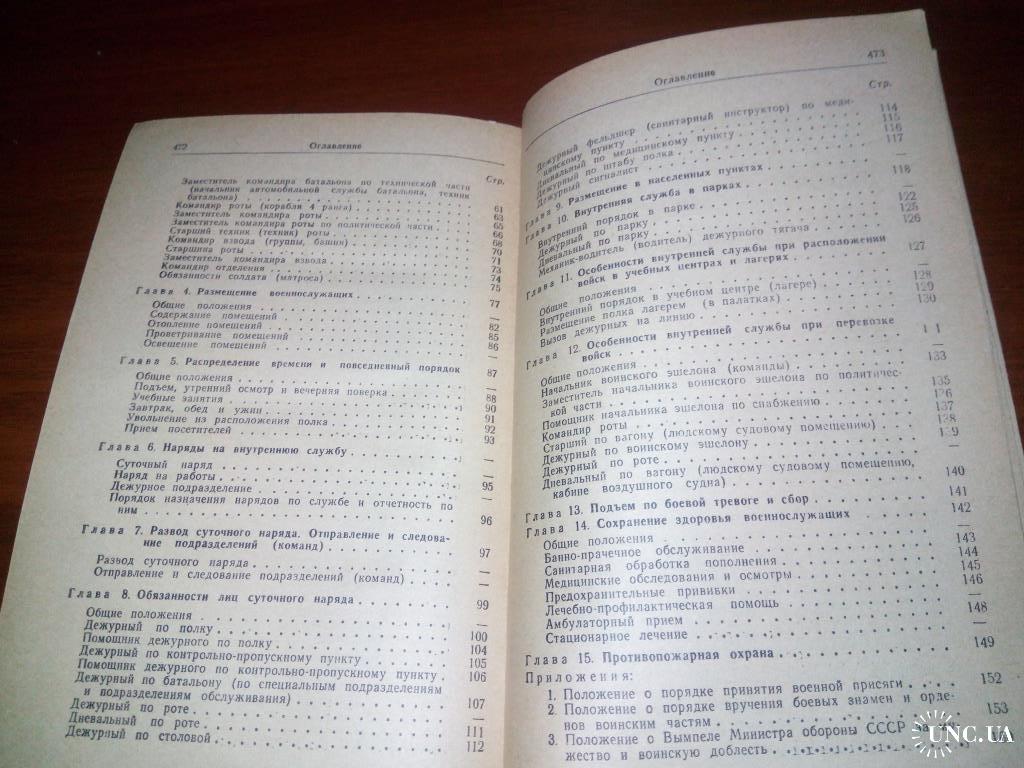 472
Оглавление
Стр.
Заместитель командира батальона по технической части
(начальник автомобильной службы батальона, техник
батальона) 61
Командир роты (корабля 4 ранга) 63
Заместитель командира роты 65
Заместитель командира роты по политической части 66
Старший техник (техник) роты 68
Командир взвода (группы, башни) 70
Старшина роты 71
Заместитель командира взвода 73
Командир отделения 74
Обязанности солдата (матроса) 75
Глава 4. Размещение военнослужащих 77
Общие положения —
Содержание помещений 82
Отопление помещений 85
Проветривание помещений 86
Освещение помещений —
Глава 5. Распределение времени и повседневный порядок 87
Общие положения —
Подъем, утренний осмотр и вечерняя поверка 88
Учебные занятия 90
Завтрак, обед и ужин 91
Увольнение из расположения полка 92
Прием посетителей 93
Глава 6. Наряды на внутреннюю службу —
Суточный наряд —
Наряд на работы 95
Дежурное подразделение —
Порядок назначения нарядов по службе и отчетность по
ним 96
Глава 7. Развод суточного наряда. Отправление и следова-
ние подразделений (команд) 97
Развод суточного наряда —
Отправление и следование подразделений (команд) —
Глава 8. Обязанности лиц суточного наряда 99
Общие положения —
Дежурный по полку 100
Помощник дежурного по полку 104
Дежурный по контрольно-пропускному пункту 105
Помощник дежурного по контрольно-пропускному пункту 106
Дежурный по батальону (по специальным подразделениям
и подразделениям обслуживания) 107
Дежурный по роте —
Дневальный по роте 111
Дежурный по столовой 112
473
Оглавление
Стр.
Дежурный фельдшер (санитарный инструктор) по меди-
цинскому пункту 114
Дневальный по медицинскому пункту 115
Дежурный по штабу полка 116
Дежурный сигналист 117
Глава 9. Размещение в населенных пунктах —
Глава 10. Внутренняя служба в парках 118
Внутренний порядок в парке —
Дежурный по парку 122
Дневальный по парку 125
Механик-водитель (водитель) дежурного тягача 126
Глава 11. Особенности внутренней службы при расположении
войск в учебных центрах и лагерях 127
Общие положения —
Внутренний порядок в учебном центре (лагере) 128
Размещение полка лагерем (в палатках) 129
Вызов дежурных на линию 130
Глава 12. Особенности внутренней службы при перевозке
войск 1 1
Общие положения —
Начальник воинского эшелона (команды) 133
Заместитель начальника воинского эшелона по политичес-
кой части 135
Помощник начальника эшелона по снабжению 136
Командир роты 137
Старший по вагону (людскому судовому помещению) 138
Дежурный по воинскому эшелону 139
Дежурный по роте —
Дневальный по вагону (людскому судовому помещению,
кабине воздушного судна) 140
Глава 13. Подъем по боевой тревоге и сбор 141
Глава 14. Сохранение здоровья военнослужащих 142
Общие положения —
Банно-прачечное обслуживание 143
Санитарная обработка пополнения 144
Медицинские обследования и осмотры 145
Предохранительные прививки 146
Лечебно-профилактическая помощь —
Амбулаторный прием 148
Стационарное лечение —
Глава 15. Противопожарная охрана 149
Приложения:
1. Положение о порядке принятия военной присяги 152
2. Положение о порядке вручения боевых знамен и орде-
нов воинским частям 153
3. Положение о Вымпеле Министра обороны СССР за му-
жество и воинскую доблесть
UNC.UA